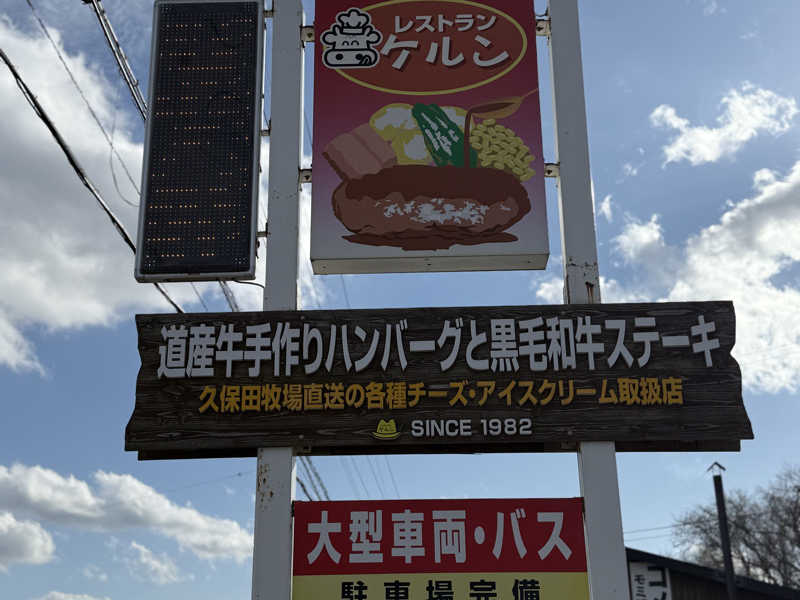 レストラン
ケルン
道産牛手作りハンバーグと黒毛和牛ステーキ
久保田牧場直送の各種チーズ・アイスクリーム取扱店
SINCE 1982
大型車両・バス
駐車場完備